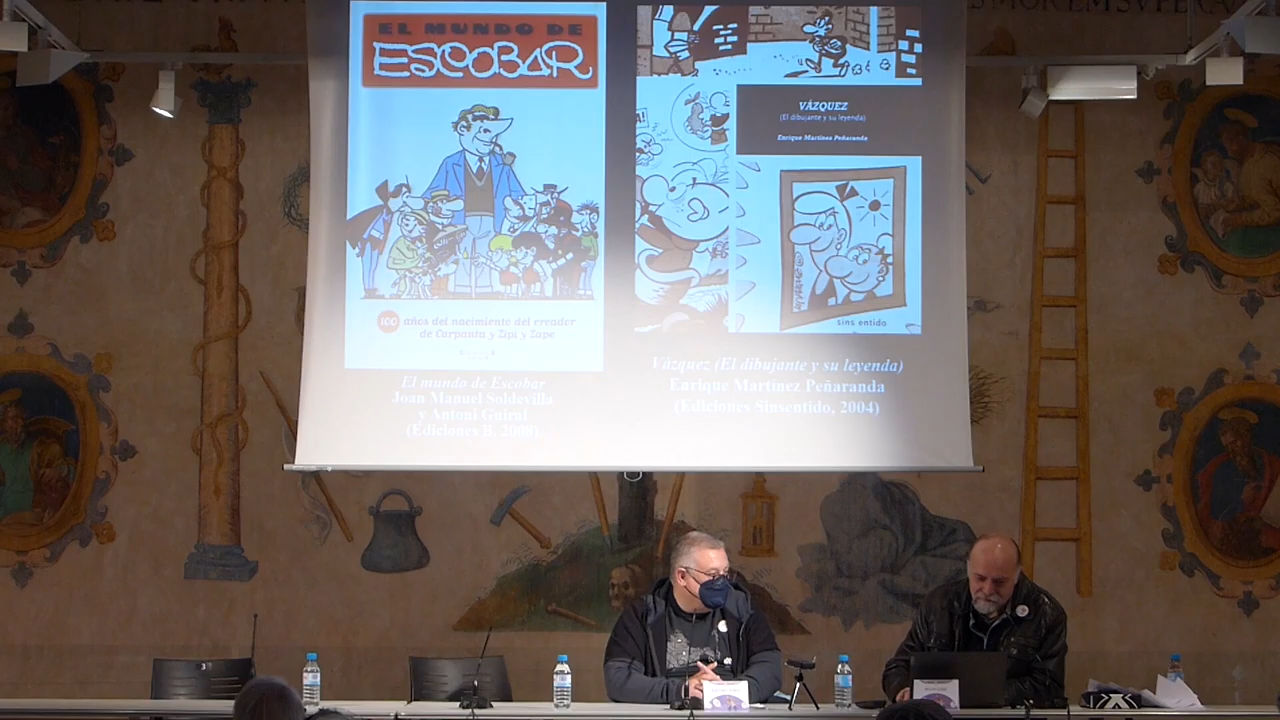 EL MUNDO DE
ESCOBAR
100 años del nacimiento del creador
de Carpanta y Zipi y Zape
El mundo de Escobar
Joan Manuel Soldevilla
y Antoni Guiral
(Ediciones B, 2008)
VÁZQUEZ
(El dibujante y su leyenda)
Enrique Martínez Peñaranda
sins entido
Vázquez (El dibujante y su leyenda)
Enrique Martínez Peñaranda
(Ediciones Sinsentido, 2004)